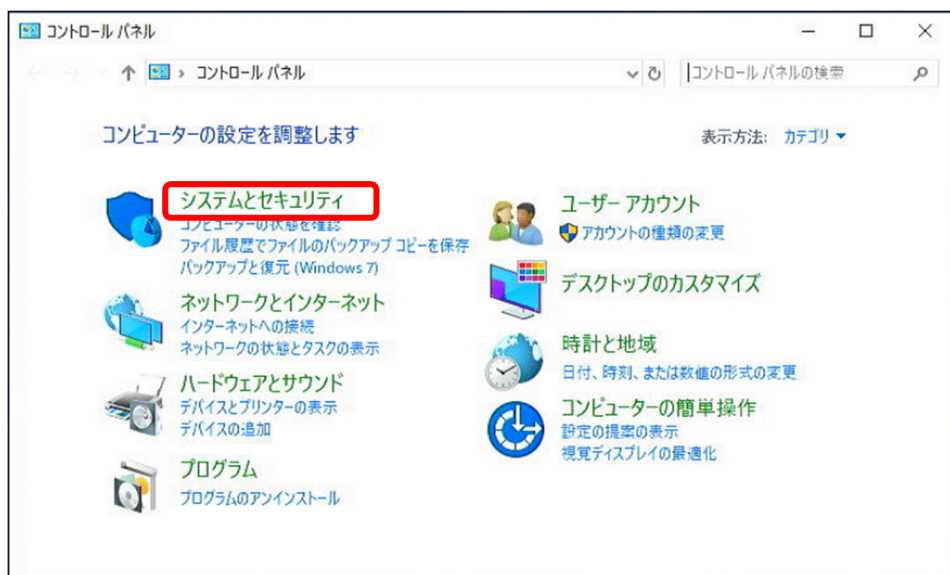 コントロール パネル
コントロール パネル
コントロール パネルの検索
コンピューターの設定を調整します
表示方法: カテゴリ
システムとセキュリティ
コンピューターの状態を確認
ファイル履歴でファイルのバックアップ コピーを保存
バックアップと復元 (Windows 7)
ネットワークとインターネット
インターネットへの接続
ネットワークの状態とタスクの表示
ハードウェアとサウンド
デバイスとプリンターの表示
デバイスの追加
プログラム
プログラムのアンインストール
ユーザー アカウント
アカウントの種類の変更
デスクトップのカスタマイズ
時計と地域
日付、時刻、または数値の形式の変更
コンピューターの簡単操作
設定の提案の表示
視覚ディスプレイの最適化